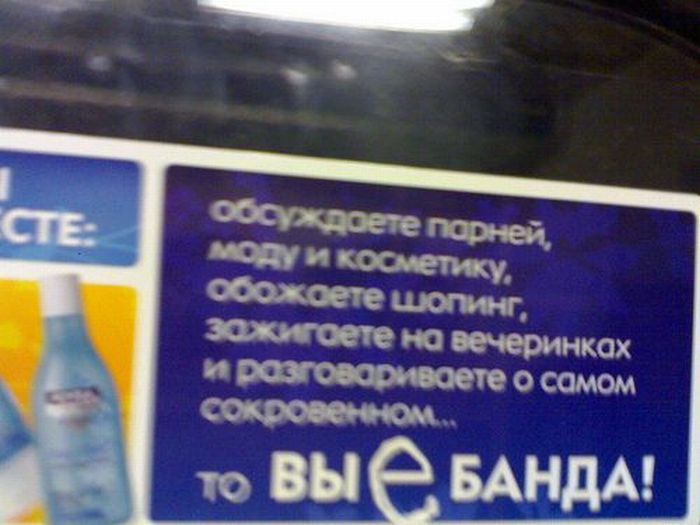 СТЕ:
обсуждаете парней,
моду и косметику,
обожаете шопинг,
зажигаете на вечеринках
и разговариваете о самом
сокровенном...
то ВЫ е БАНДА!